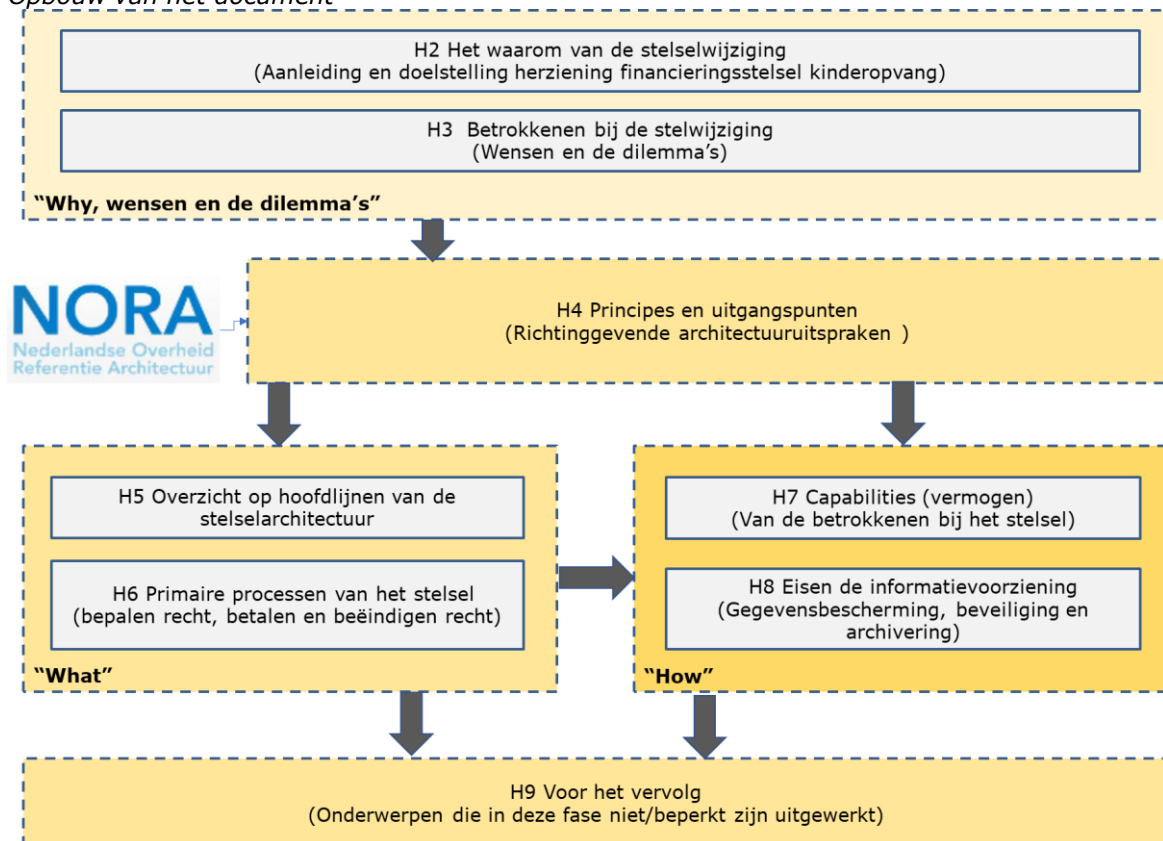 Opbouw van het document
H2 Het waarom van de stelselwijziging
(Aanleiding en doelstelling herziening financieringsstelsel kinderopvang)
H3 Betrokkenen bij de stelwijziging
(Wensen en de dilemma's)
“Why, wensen en de dilemma's”
NORA
Nederlandse Overheid
Referentie Architectuur
H4 Principes en uitgangspunten
(Richtinggevende architectuuruitspraken )
H5 Overzicht op hoofdlijnen van de
stelselarchitectuur
H6 Primaire processen van het stelsel
(bepalen recht, betalen en beëindigen recht)
“What”
H7 Capabilities (vermogen)
(Van de betrokkenen bij het stelsel)
H8 Eisen de informatievoorziening
(Gegevensbescherming, beveiliging en
archivering)
“How”
H9 Voor het vervolg
(Onderwerpen die in deze fase niet/beperkt zijn uitgewerkt)